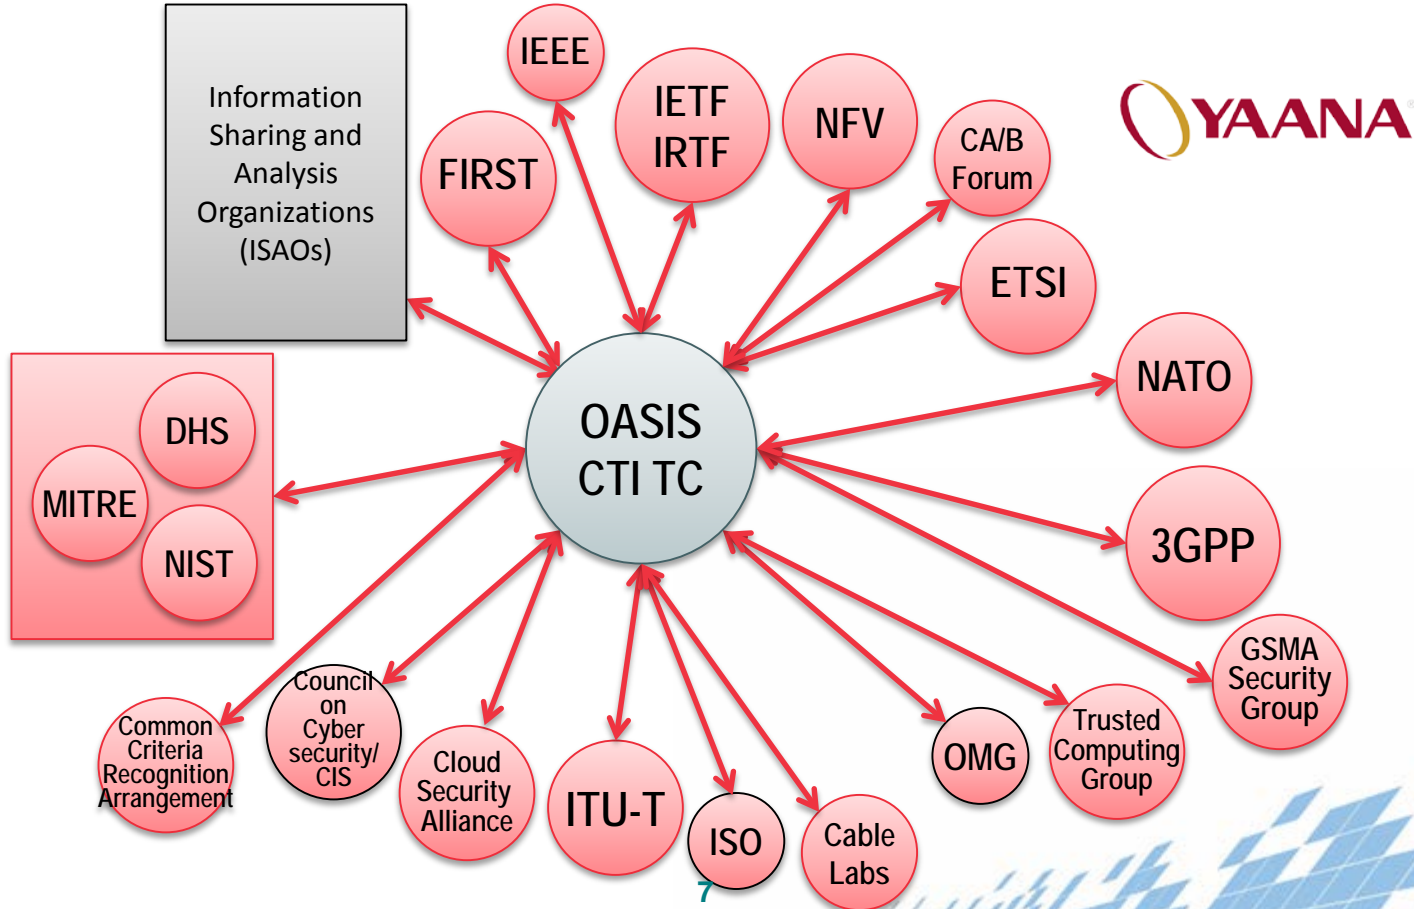 Information
Sharing and
Analysis
Organizations
(ISAOs)
IEEE
FIRST
IETF
IRTF
NFV
CA/B
Forum
YAANA
®
ETSI
NATO
OASIS
CTI TC
DHS
MITRE
NIST
3GPP
GSMA
Security
Group
Trusted
Computing
Group
OMG
Cable
Labs
ISO
ITU-T
Cloud
Security
Alliance
Council
on
Cyber
security/
CIS
Common
Criteria
Recognition
Arrangement
7